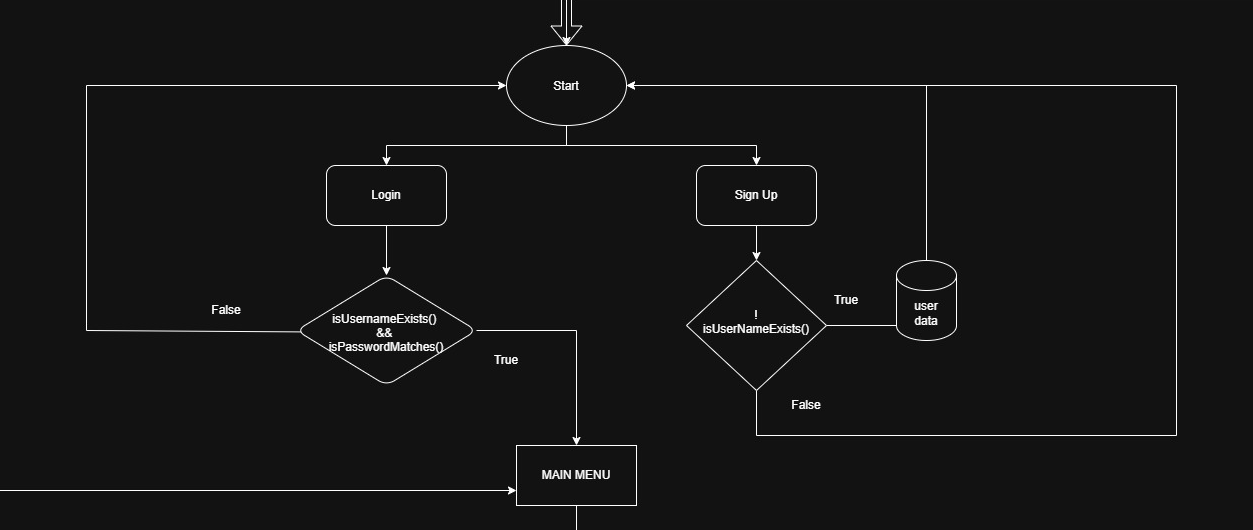 Start
Login
Sign Up
False
isUsernameExists()
&&
isPasswordMatches()
True
!
isUserNameExists()
True
user
data
False
MAIN MENU